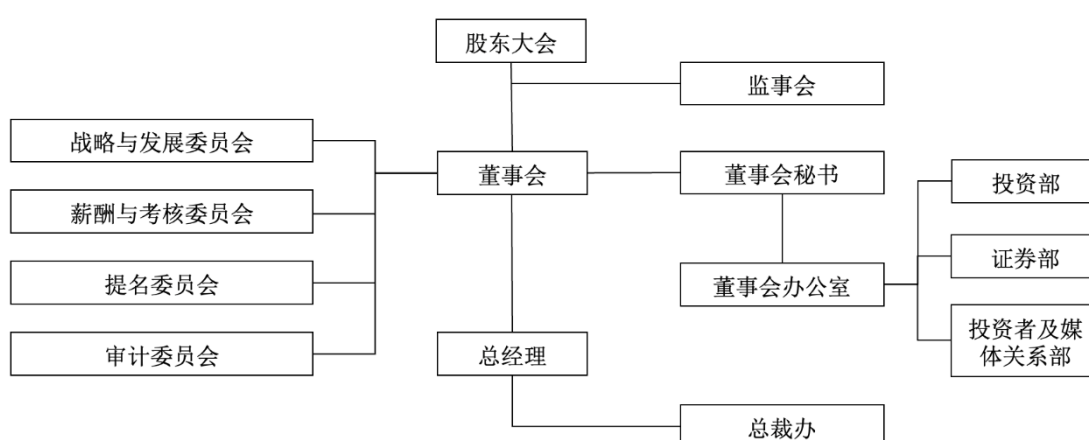 股东大会
监事会
战略与发展委员会
董事会
董事会秘书
投资部
薪酬与考核委员会
证券部
提名委员会
董事会办公室
投资者及媒
体关系部
审计委员会
总经理
总裁办